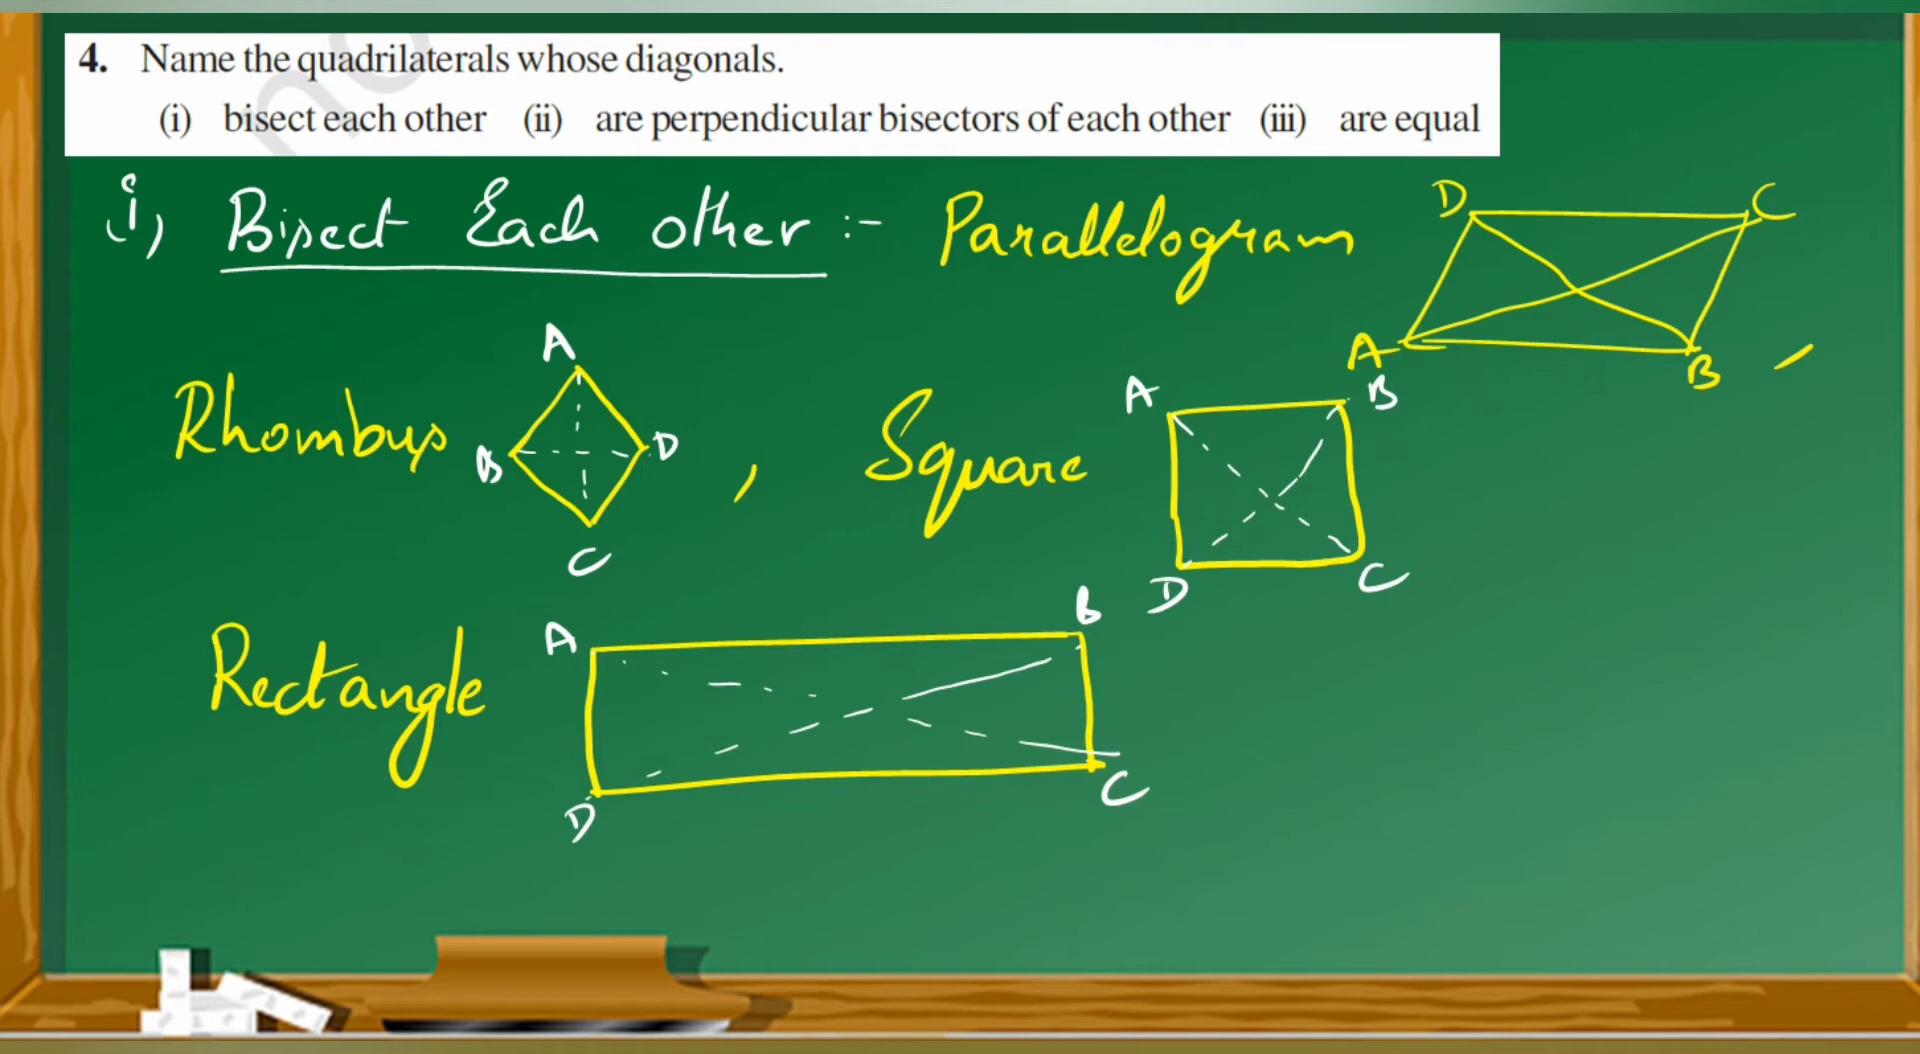 4. Name the quadrilaterals whose diagonals.
(i) bisect each other (ii) are perpendicular bisectors of each other (iii) are equal
i) Bisect Each other :- Parallelogram
D C
A B ,
Rhombus A B C D , Square A B C D
Rectangle A B C D